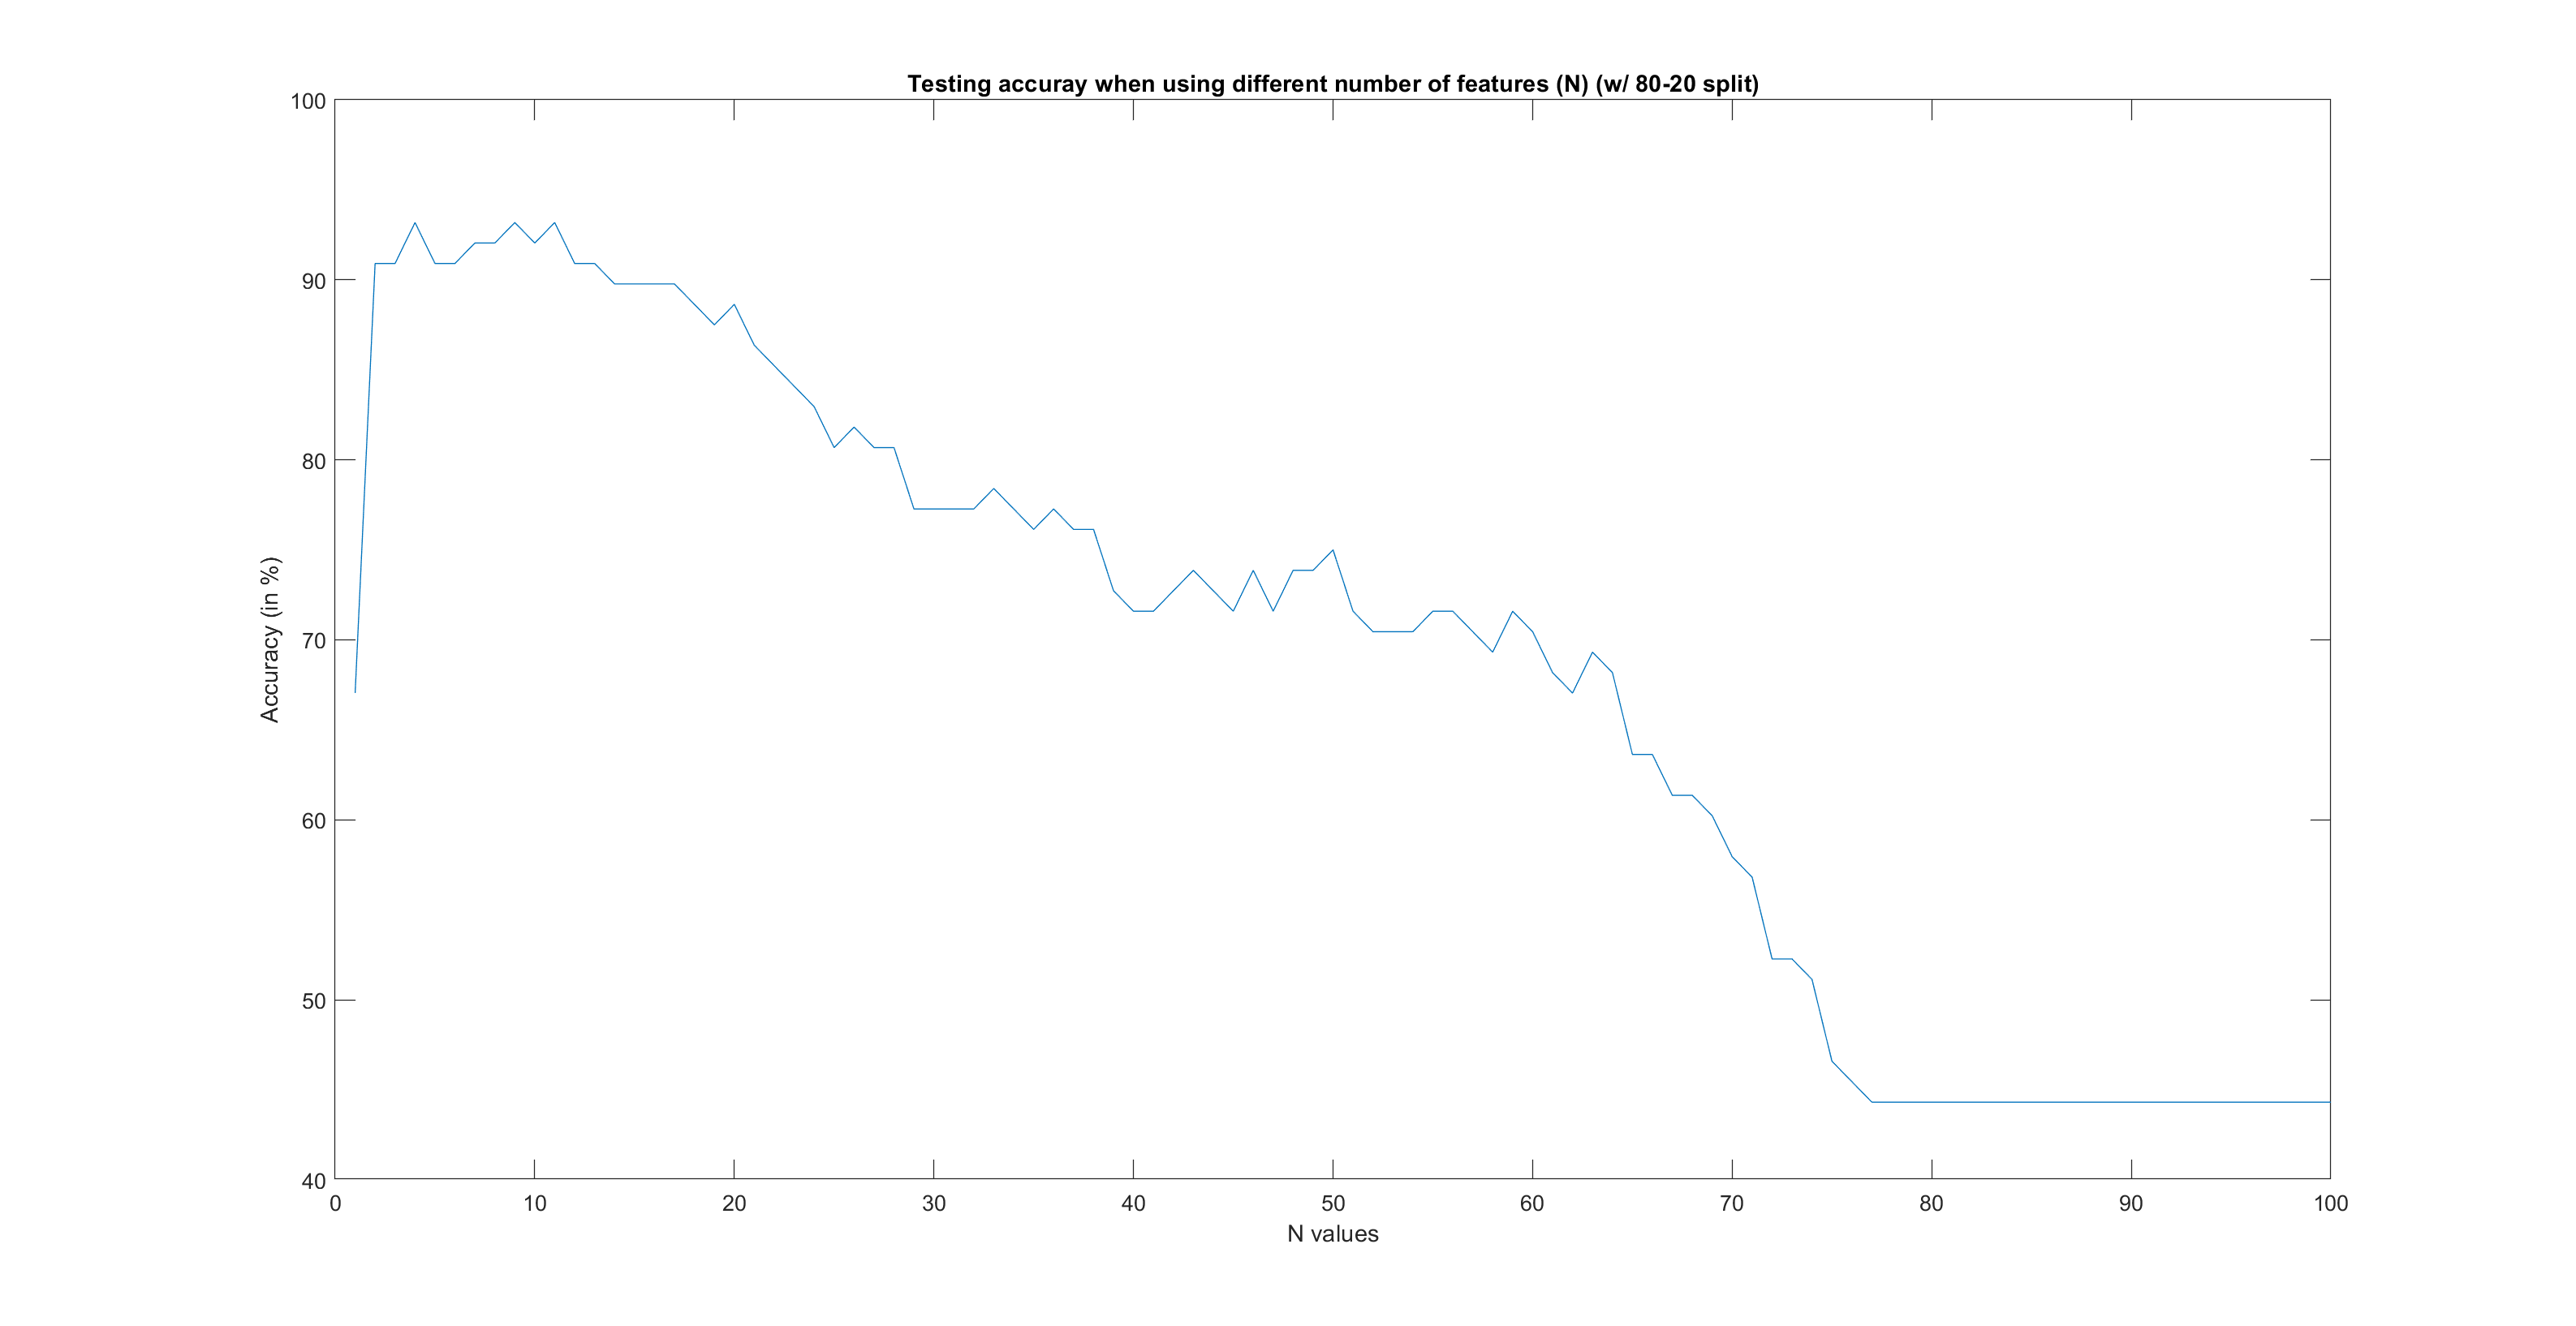 Testing accuray when using different number of features (N) (w/ 80-20 split)
100
90
80
70
60
50
40
Accuracy (in %)
0 10 20 30 40 50 60 70 80 90 100
N values